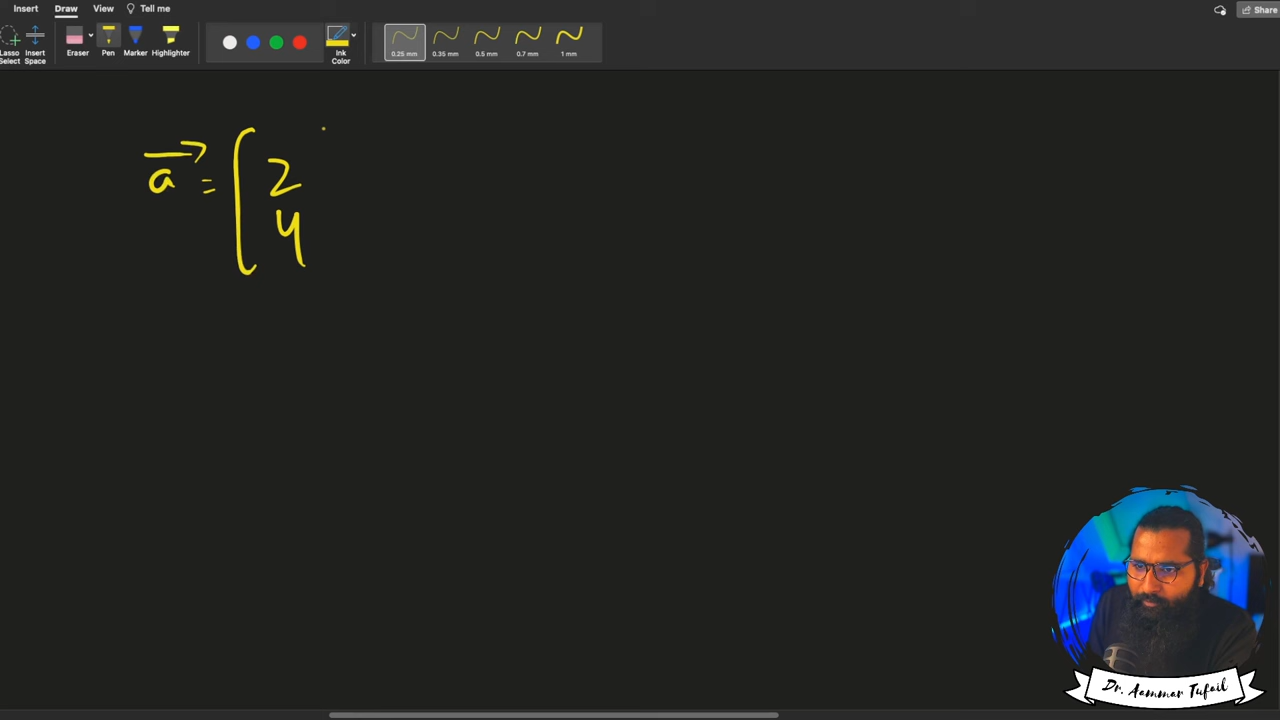 Insert Draw View Tell me Share
Lasso Select Insert Space Eraser Pen Marker Highlighter Ink Color 0.25 mm 0.35 mm 0.5 mm 0.7 mm 1 mm
a⃗ = [ 2
4
Dr. Aammar Tufail